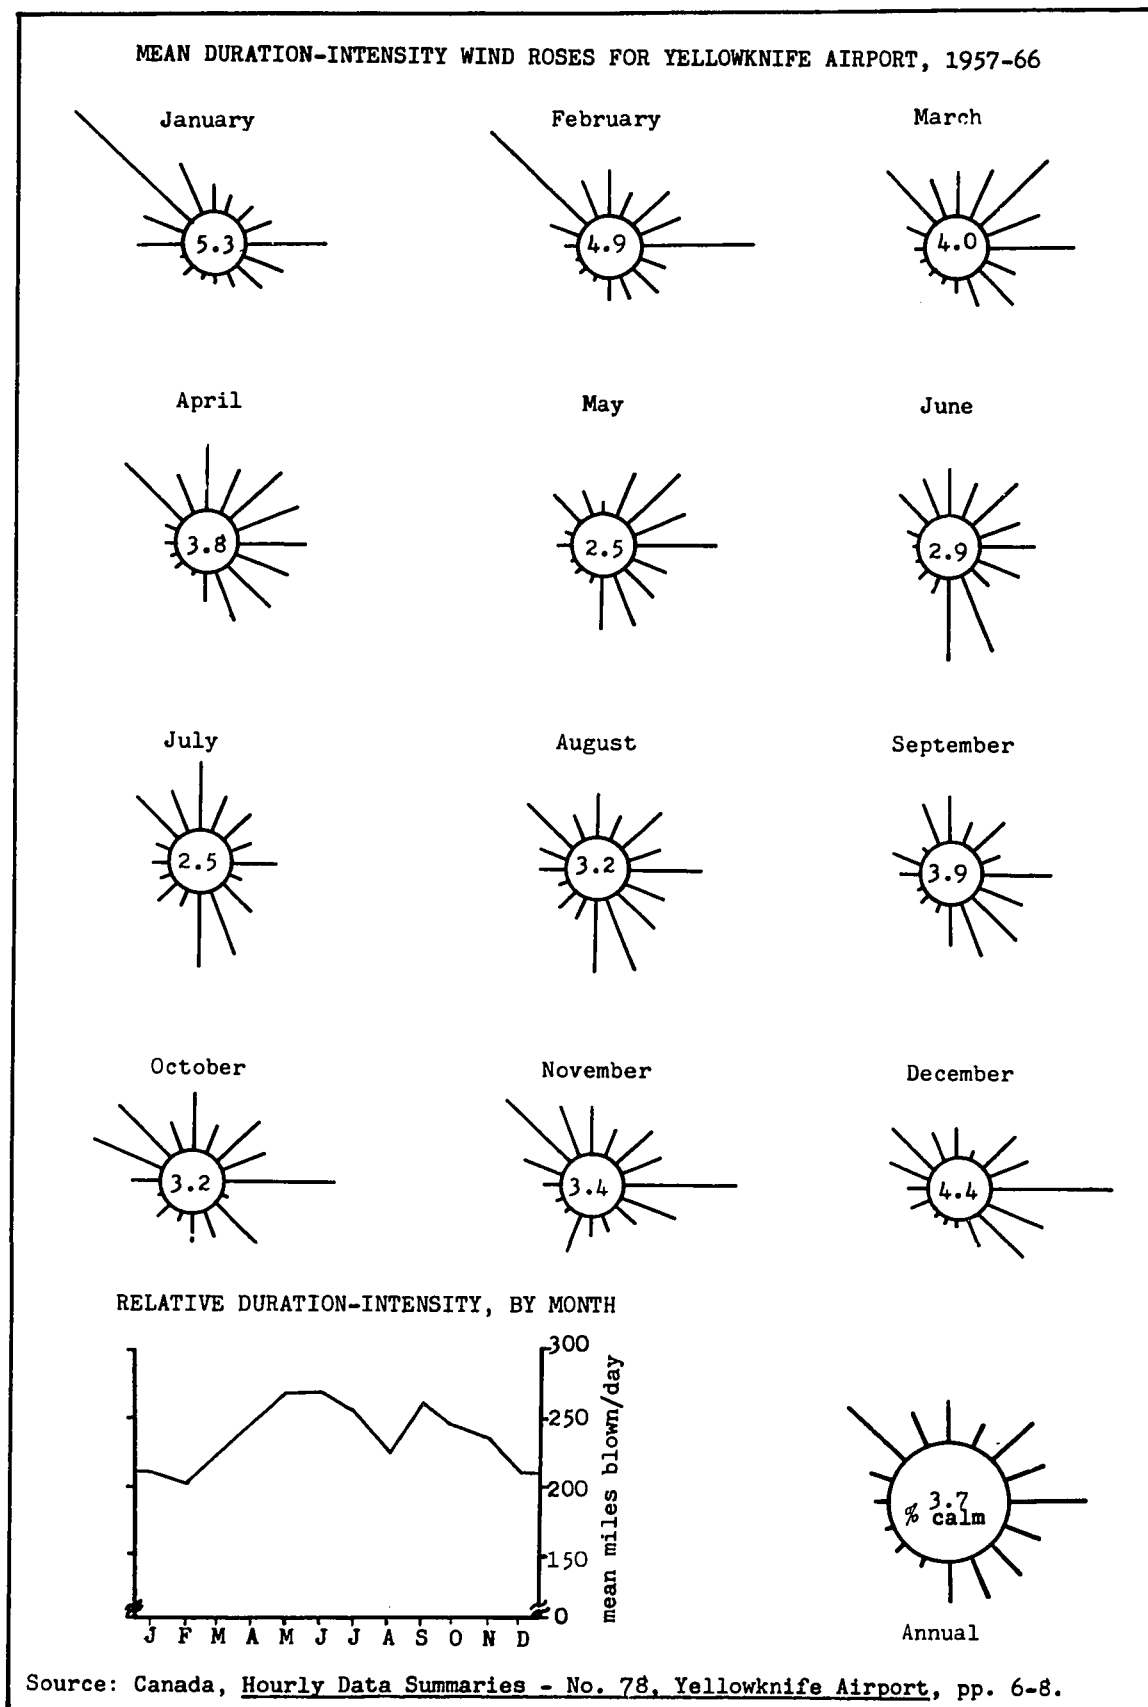 MEAN DURATION-INTENSITY WIND ROSES FOR YELLOWKNIFE AIRPORT, 1957-66
January
February
March
5.3
4.9
4.0
April
May
June
3.8
2.5
2.9
July
August
September
2.5
3.2
3.9
October
November
December
3.2
3.4
4.4
RELATIVE DURATION-INTENSITY, BY MONTH
300
250
200
150
0
mean miles blown/day
J F M A M J J A S O N D
3.7
% calm
Annual
Source: Canada, Hourly Data Summaries - No. 78, Yellowknife Airport, pp. 6-8.